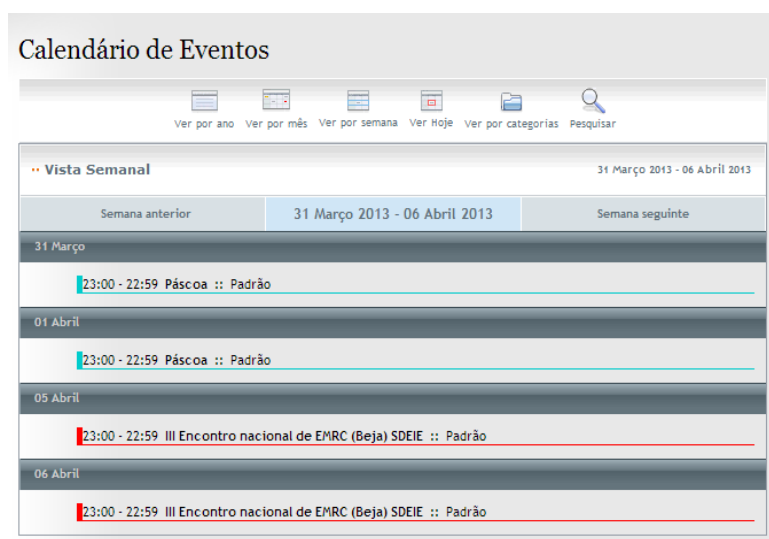 Calendário de Eventos
Ver por ano Ver por mês Ver por semana Ver Hoje Ver por categorias Pesquisar
Vista Semanal 31 Março 2013 - 06 Abril 2013
Semana anterior 31 Março 2013 - 06 Abril 2013 Semana seguinte
31 Março
23:00 - 22:59 Páscoa :: Padrão
01 Abril
23:00 - 22:59 Páscoa :: Padrão
05 Abril
23:00 - 22:59 III Encontro nacional de EMRC (Beja) SDEIE :: Padrão
06 Abril
23:00 - 22:59 III Encontro nacional de EMRC (Beja) SDEIE :: Padrão